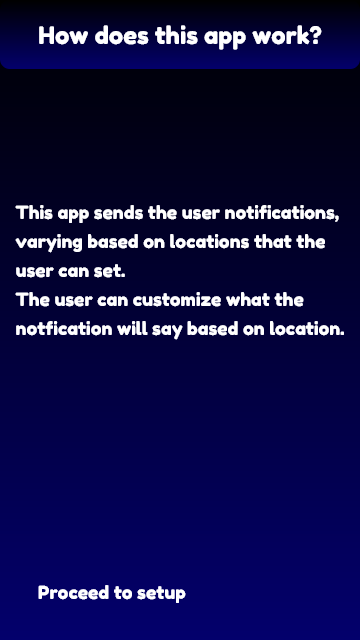 How does this app work?
This app sends the user notifications,
varying based on locations that the
user can set.
The user can customize what the
notfication will say based on location.
Proceed to setup